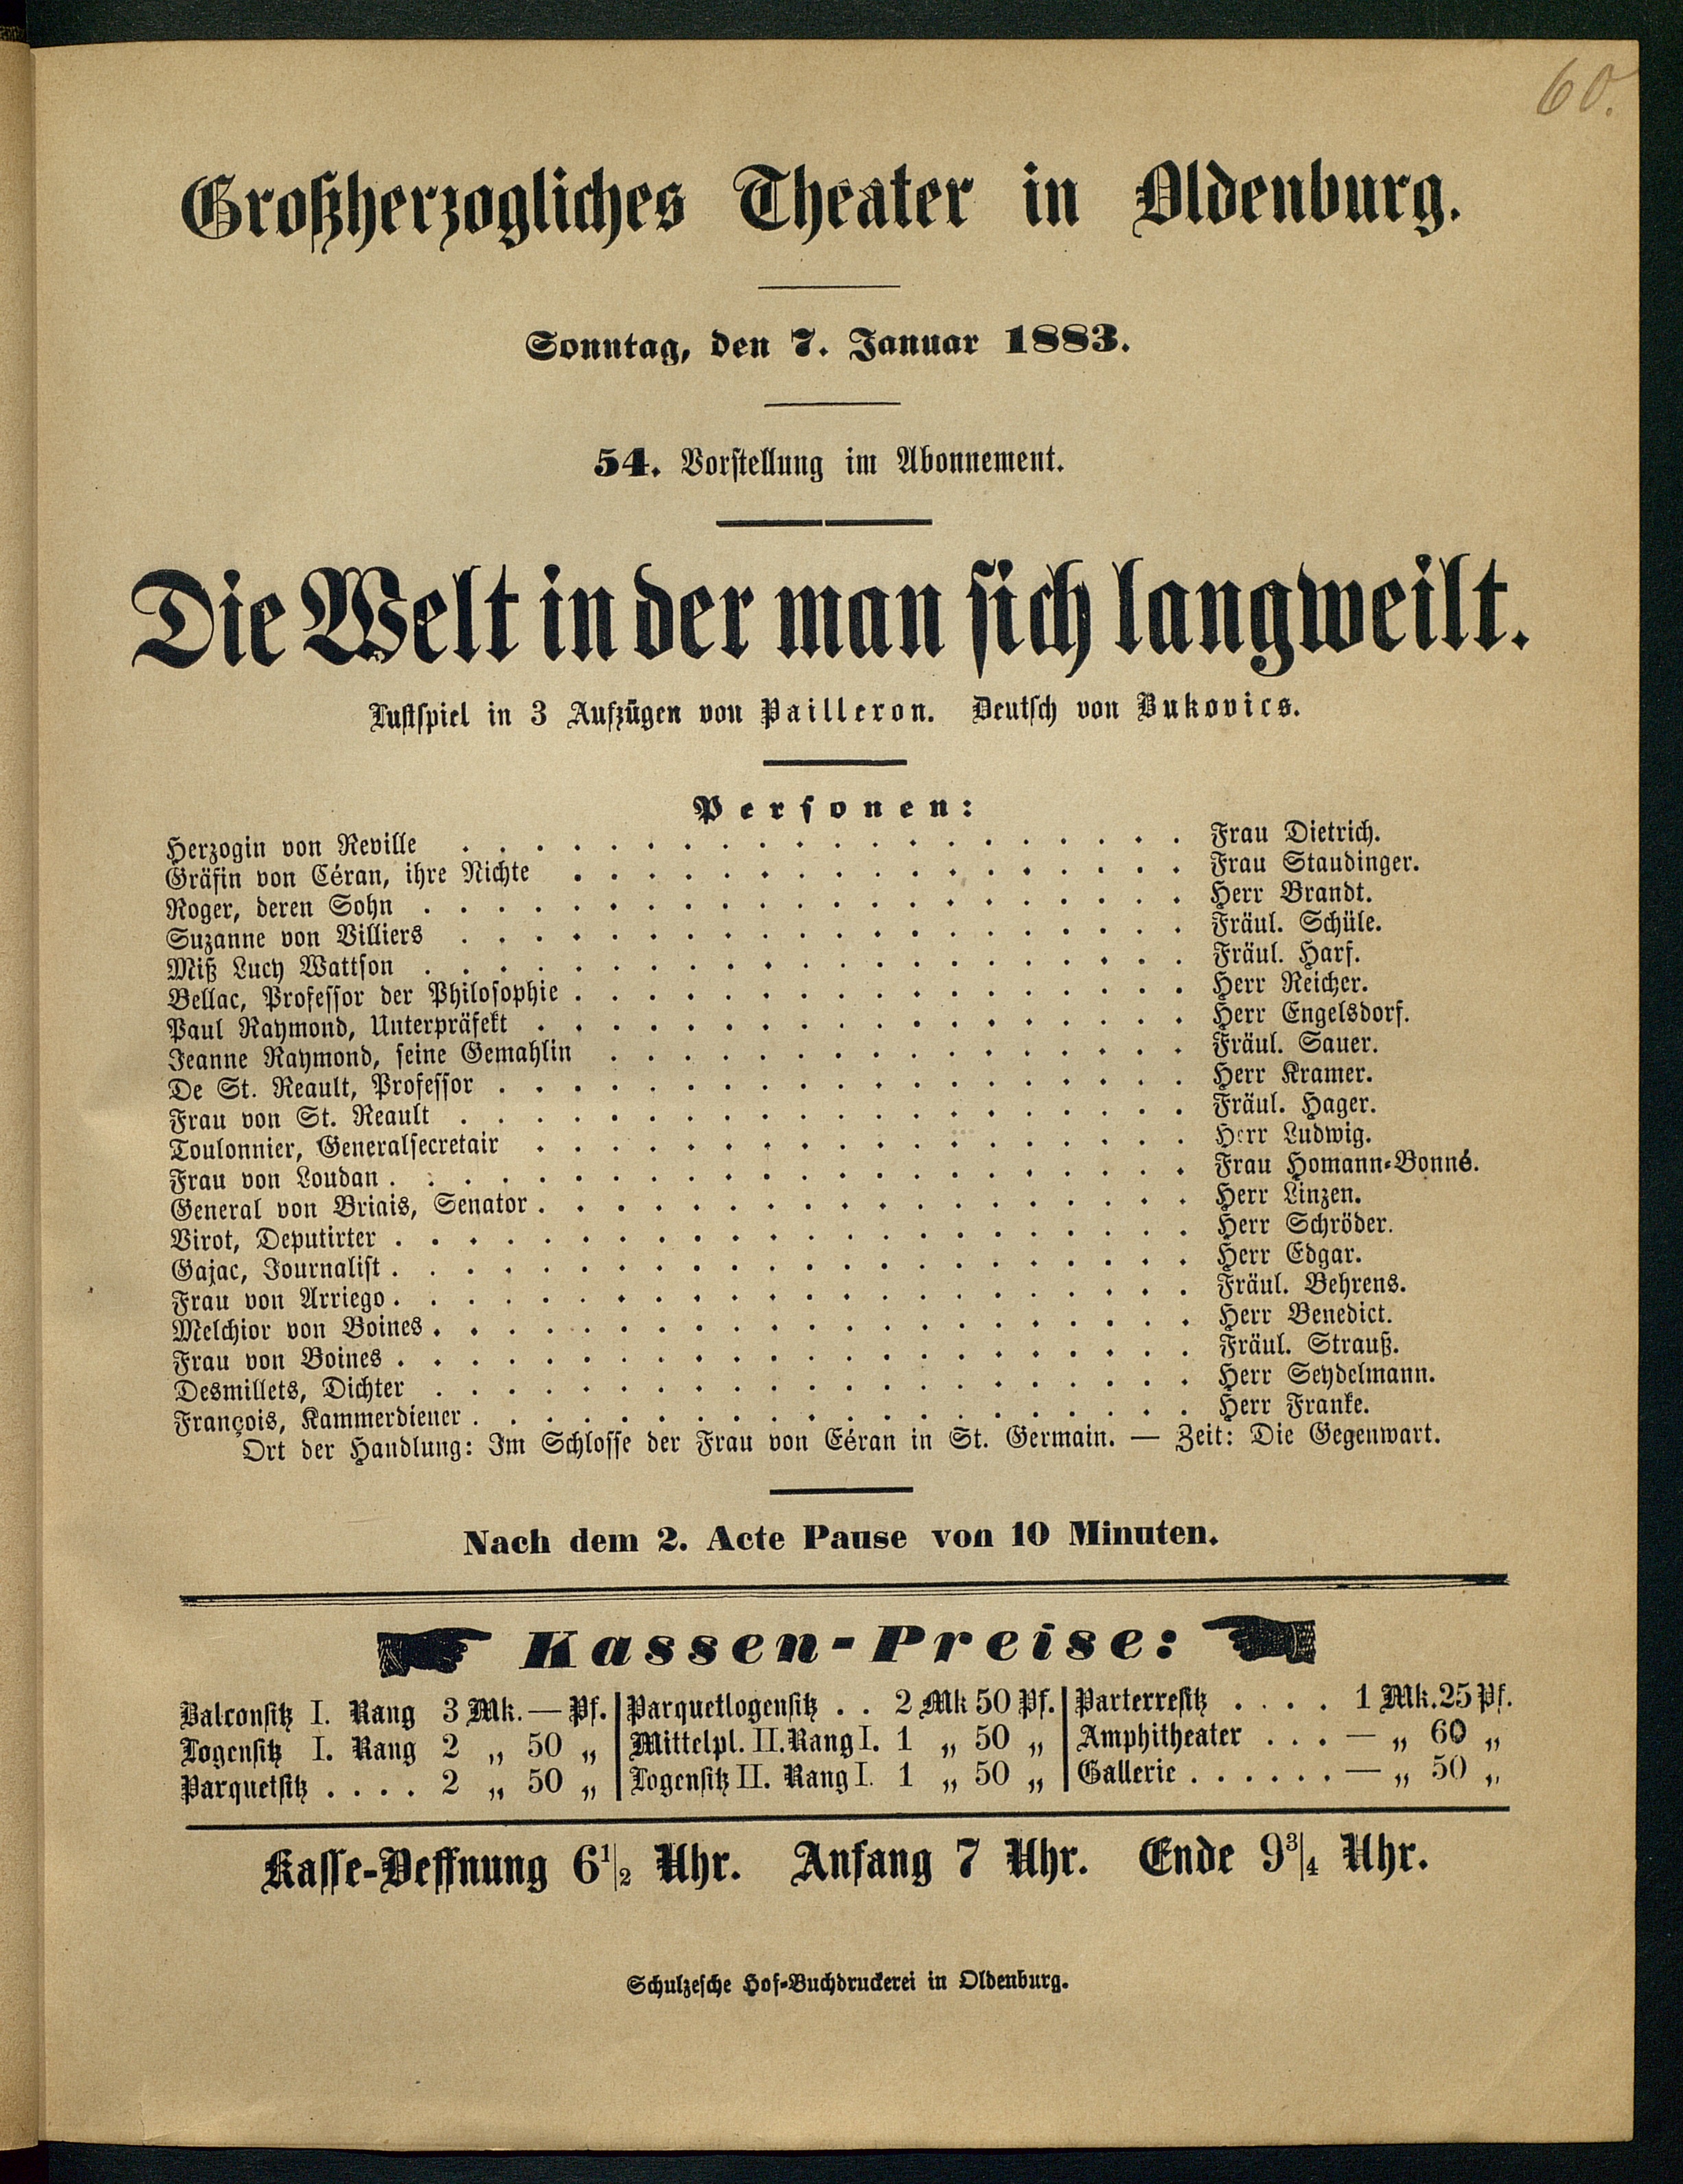 60.
Großherzogliches Theater in Oldenburg.
Sonntag, den 7. Januar 1883.
54. Vorstellung im Abonnement.
Die Welt in der man sich langweilt.
Lustspiel in 3 Aufzügen von Pailleron. Deutsch von Bukovics.
Personen:
Herzogin von Reville . . . . . . . . . . . . . . . . . . . . Frau Dietrich.
Gräfin von Céran, ihre Nichte . . . . . . . . . . . . . . . . . Frau Staudinger.
Roger, deren Sohn . . . . . . . . . . . . . . . . . . . . . Herr Brandt.
Suzanne von Villiers . . . . . . . . . . . . . . . . . . . . Fräul. Schüle.
Miß Lucy Wattson . . . . . . . . . . . . . . . . . . . . . Fräul. Harf.
Bellac, Professor der Philosophie . . . . . . . . . . . . . . . . . Herr Reicher.
Paul Raymond, Unterpräfekt . . . . . . . . . . . . . . . . . . Herr Engelsdorf.
Jeanne Raymond, seine Gemahlin . . . . . . . . . . . . . . . . Fräul. Sauer.
De St. Reault, Professor . . . . . . . . . . . . . . . . . . . Herr Kramer.
Frau von St. Reault . . . . . . . . . . . . . . . . . . . . Fräul. Hager.
Toulonnier, Generalsecretair . . . . . . . . . . . . . . . . . . Herr Ludwig.
Frau von Loudan . . . . . . . . . . . . . . . . . . . . . . Frau Homann-Bonné.
General von Briais, Senator . . . . . . . . . . . . . . . . . . Herr Linzen.
Virot, Deputirter . . . . . . . . . . . . . . . . . . . . . . Herr Schröder.
Gajac, Journalist . . . . . . . . . . . . . . . . . . . . . . Herr Edgar.
Frau von Arriego . . . . . . . . . . . . . . . . . . . . . . Fräul. Behrens.
Melchior von Boines . . . . . . . . . . . . . . . . . . . . . Herr Benedict.
Frau von Boines . . . . . . . . . . . . . . . . . . . . . . Fräul. Strauß.
Desmillets, Dichter . . . . . . . . . . . . . . . . . . . . . Herr Seydelmann.
François, Kammerdiener . . . . . . . . . . . . . . . . . . . . Herr Franke.
Ort der Handlung: Im Schlosse der Frau von Céran in St. Germain. — Zeit: Die Gegenwart.
Nach dem 2. Acte Pause von 10 Minuten.
Kassen-Preise:
Balconsitz I. Rang 3 Mk. — Pf. Parquetlogensitz . . 2 Mk 50 Pf. Parterresitz . . . . 1 Mk. 25 Pf.
Logensitz I. Rang 2 „ 50 „ Mittelpl. II. Rang I. 1 „ 50 „ Amphitheater . . . — „ 60 „
Parquetsitz . . . . 2 „ 50 „ Logensitz II. Rang I. 1 „ 50 „ Gallerie . . . . . . — „ 50 „
Kasse-Oeffnung 6 1/2 Uhr. Anfang 7 Uhr. Ende 9 3/4 Uhr.
Schulzesche Hof-Buchdruckerei in Oldenburg.